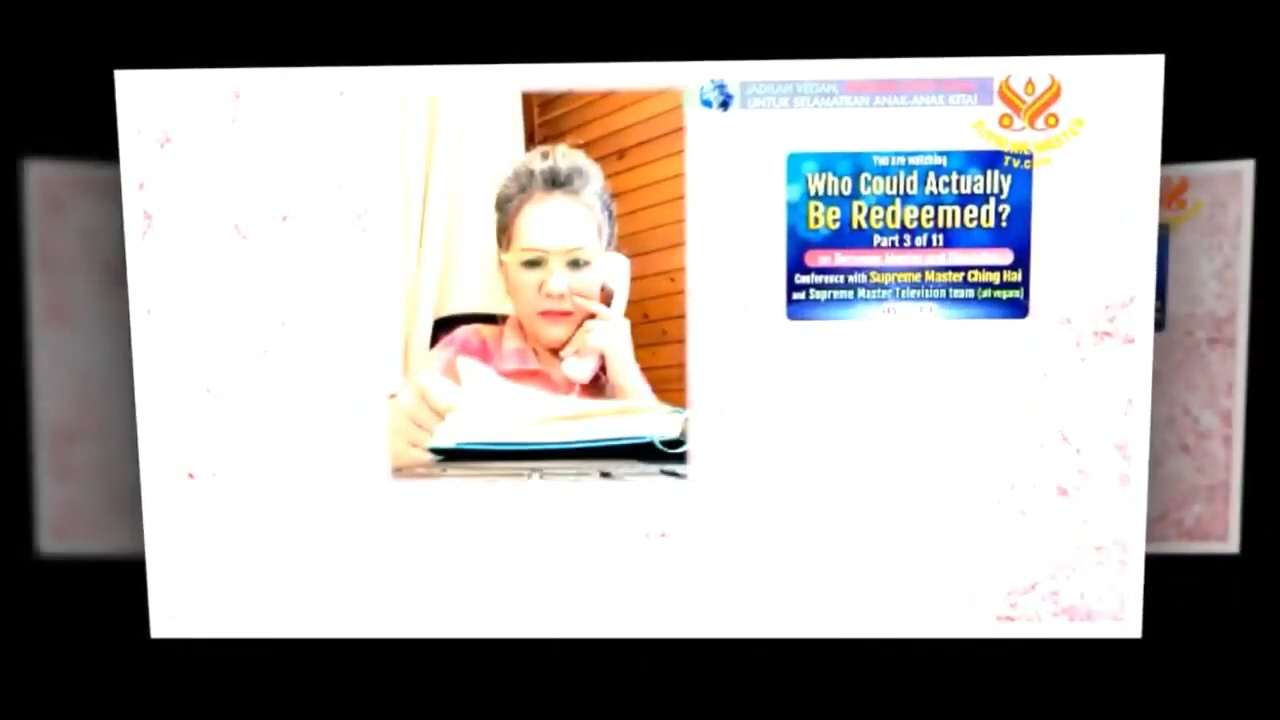 JADILAH VEGAN,
UNTUK SELAMATKAN ANAK-ANAK KITA!
SUPREME MASTER
TV.COM
You are watching
Who Could Actually
Be Redeemed?
Part 3 of 11
Conference with Supreme Master Ching Hai
and Supreme Master Television team (all vegans)